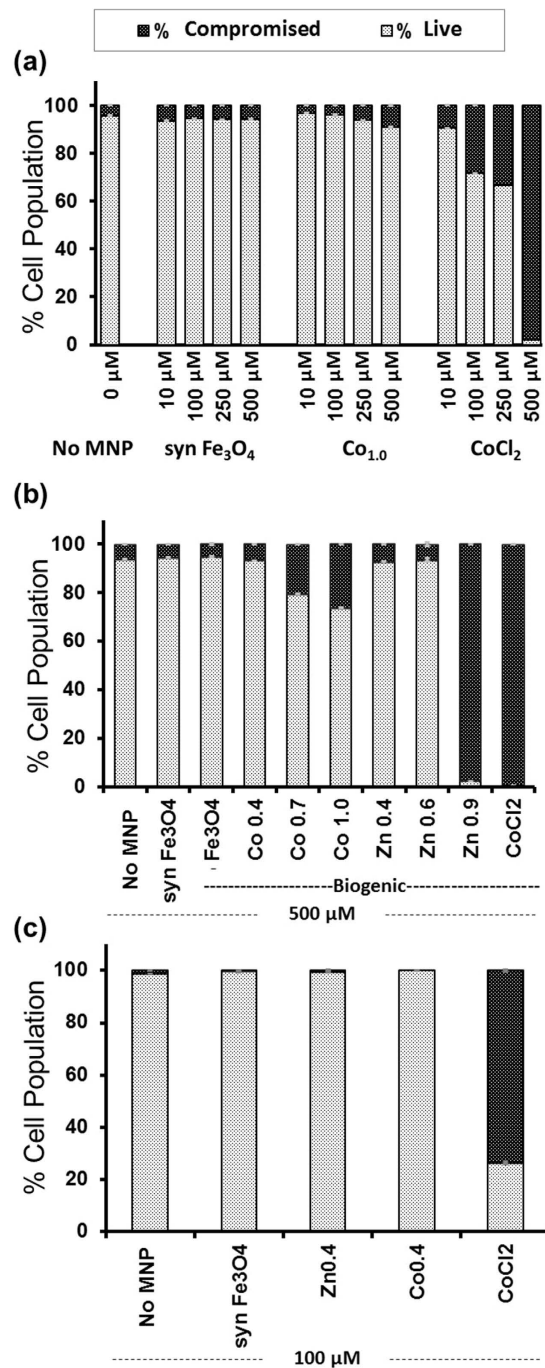 % Compromised % Live
(a)
% Cell Population
100
80
60
40
20
0
0 µM
10 µM
100 µM
250 µM
500 µM
10 µM
100 µM
250 µM
500 µM
10 µM
100 µM
250 µM
500 µM
No MNP syn Fe₃O₄ Co₁.₀ CoCl₂
(b)
% Cell Population
100
80
60
40
20
0
No MNP
syn Fe3O4
Fe3O4
Co 0.4
Co 0.7
Co 1.0
Zn 0.4
Zn 0.6
Zn 0.9
CoCl2
Biogenic
500 µM
(c)
% Cell Population
100
80
60
40
20
0
No MNP
syn Fe3O4
Zn0.4
Co0.4
CoCl2
100 µM